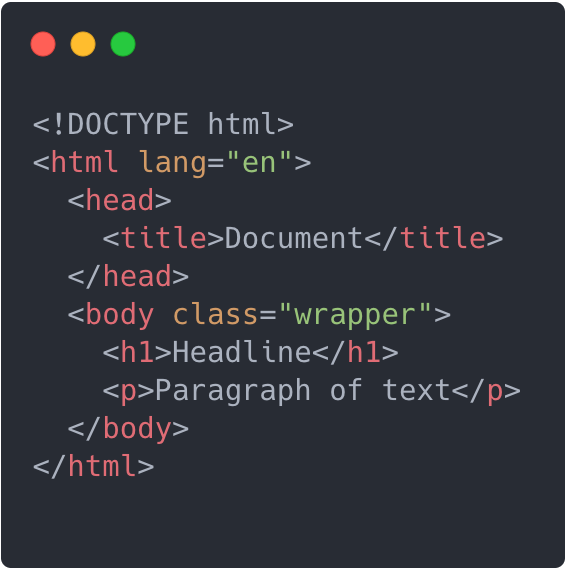 <!DOCTYPE html>
<html lang="en">
  <head>
    <title>Document</title>
  </head>
  <body class="wrapper">
    <h1>Headline</h1>
    <p>Paragraph of text</p>
  </body>
</html>